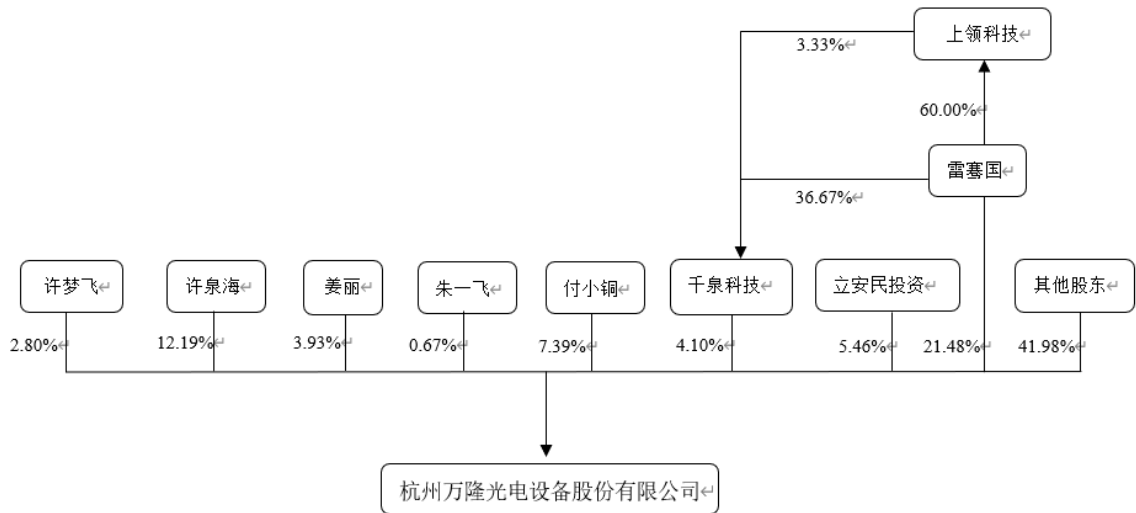 上领科技↵
3.33%↵
60.00%↵
雷骞国↵
36.67%↵
许梦飞↵
许泉海↵
姜丽↵
朱一飞↵
付小铜↵
千泉科技↵
立安民投资↵
其他股东↵
2.80%↵
12.19%↵
3.93%↵
0.67%↵
7.39%↵
4.10%↵
5.46%↵
21.48%↵
41.98%↵
杭州万隆光电设备股份有限公司↵